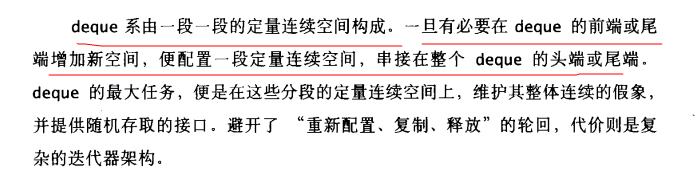 deque 系由一段一段的定量连续空间构成。一旦有必要在 deque 的前端或尾
端增加新空间，便配置一段定量连续空间，串接在整个 deque 的头端或尾端。
deque 的最大任务，便是在这些分段的定量连续空间上，维护其整体连续的假象，
并提供随机存取的接口。避开了 “重新配置、复制、释放” 的轮回，代价则是复
杂的迭代器架构。